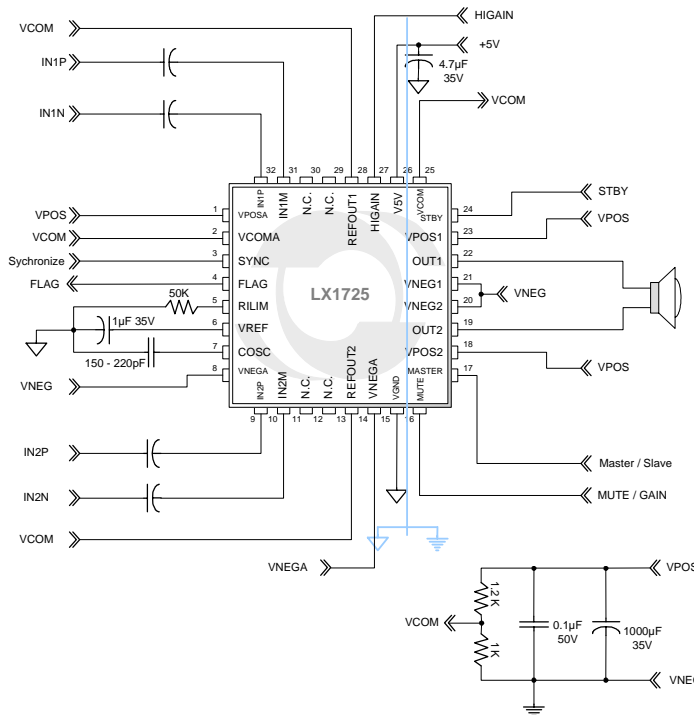 HIGAIN
VCOM
+5V
IN1P
4.7µF
35V
VCOM
IN1N
32 31 30 29 28 27 26 25
IN1P
IN1M
N.C.
N.C.
REFOUT1
HIGAIN
V5V
VCOM
VPOS 1 VPOSA
STBY 24 STBY
VCOM 2 VCOMA
VPOS1 23 VPOS
Sychronize 3 SYNC
OUT1 22
FLAG 4 FLAG
VNEG1 21
LX1725
VNEG
50K 5 RILIM
VNEG2 20
1µF 35V 6 VREF
OUT2 19
150 - 220pF 7 COSC
VPOS2 18 VPOS
VNEG 8 VNEGA
MASTER 17
IN2P
IN2M
N.C.
N.C.
REFOUT2
VNEGA
VGND
MUTE
9 10 11 12 13 14 15 16
IN2P
Master / Slave
IN2N
MUTE / GAIN
VCOM
VNEGA
VPOS
1.2K
VCOM
0.1µF
50V
1000µF
35V
1K
VNEG